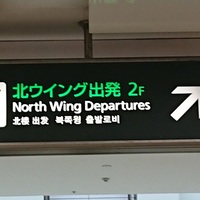 北ウイング出発 2F
North Wing Departures
北楼 出发 북쪽윙 출발로비